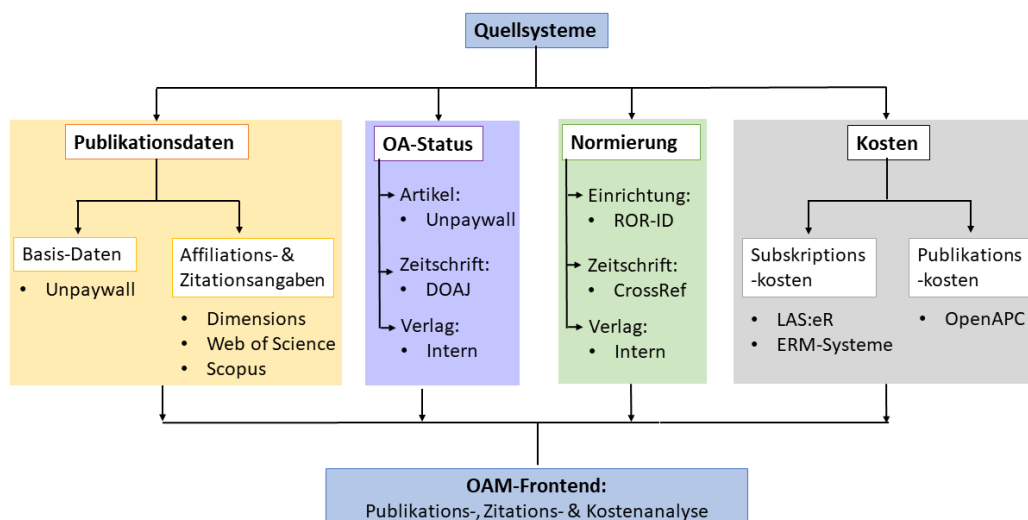 Quellsysteme
Publikationsdaten
Basis-Daten
• Unpaywall
Affiliations- &
Zitationsangaben
• Dimensions
• Web of Science
• Scopus
OA-Status
Artikel:
• Unpaywall
Zeitschrift:
• DOAJ
Verlag:
• Intern
Normierung
Einrichtung:
• ROR-ID
Zeitschrift:
• CrossRef
Verlag:
• Intern
Kosten
Subskriptions
-kosten
• LAS:eR
• ERM-Systeme
Publikations
-kosten
• OpenAPC
OAM-Frontend:
Publikations-, Zitations- & Kostenanalyse